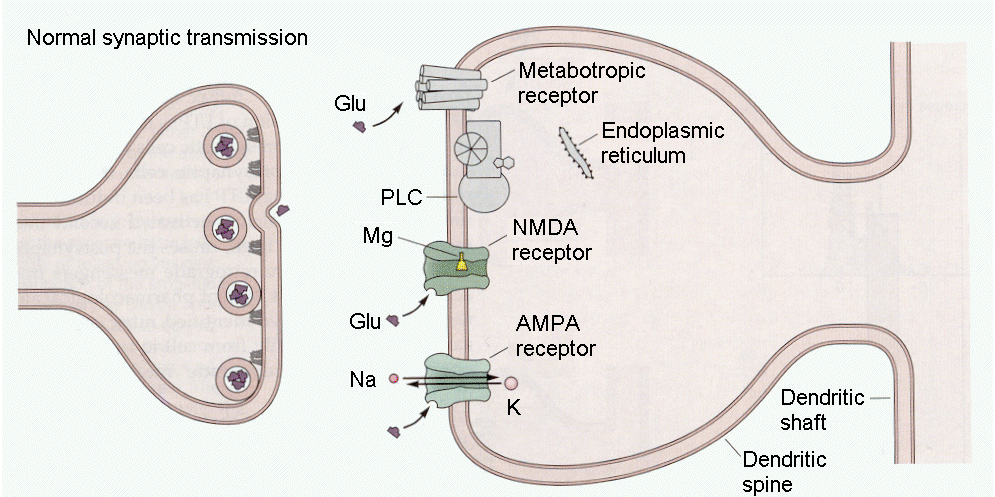 Normal synaptic transmission
Metabotropic
receptor
Glu
Endoplasmic
reticulum
PLC
Mg
NMDA
receptor
Glu
AMPA
receptor
Na
K
Dendritic
shaft
Dendritic
spine